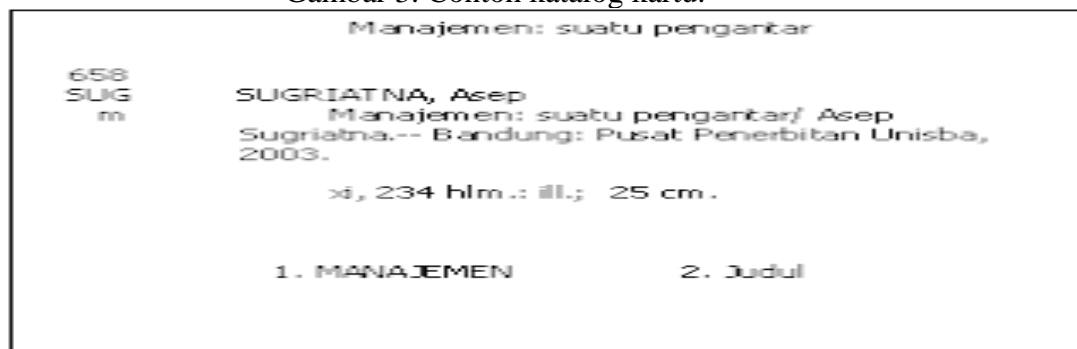 Gambar 3. Contoh katalog kartu.
Manajemen: suatu pengantar
658
SUG SUGRIATNA, Asep
m Manajemen: suatu pengantar/ Asep
Sugriatna.-- Bandung: Pusat Penerbitan Unisba,
2003.
xi, 234 hlm.: ill.; 25 cm.
1. MANAJEMEN 2. Judul